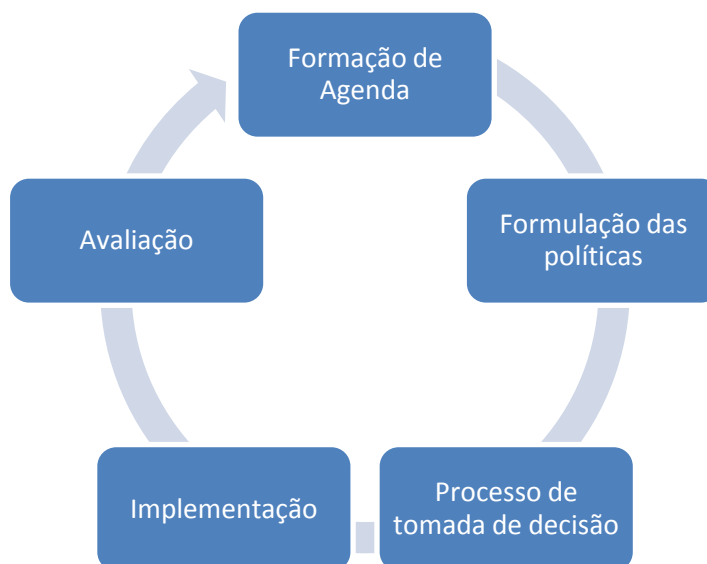 Formação de
Agenda
Formulação das
políticas
Processo de
tomada de decisão
Implementação
Avaliação